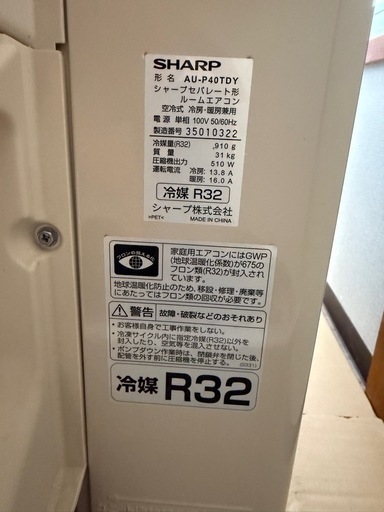 SHARP
形 名 AU-P40TDY
シャープセパレート形
ルームエアコン
空冷式 冷房・暖房兼用
電源 単相 100V 50/60Hz
製造番号 35010322
冷媒量(R32) .910 g
質量 31 kg
圧縮機出力 510 W
運転電流 冷房: 13.8 A
暖房: 16.0 A
冷媒 R32
シャープ株式会社
>PET< MADE IN CHINA
フロンの見える化
家庭用エアコンにはGWP
(地球温暖化係数)が675の
フロン類(R32)が封入され
ています。
地球温暖化防止のため、移設・修理・廃棄等
にあたってはフロン類の回収が必要です。
警告 故障・破裂などのおそれあり
・お客様自身で工事作業をしない。
・冷凍サイクル内に指定冷媒(R32)以外を
封入したり、空気等を混入させない。
・ポンプダウン作業時は、閉鎖弁を閉じた後、
配管を外す前に圧縮機を停止する。
冷媒 R32